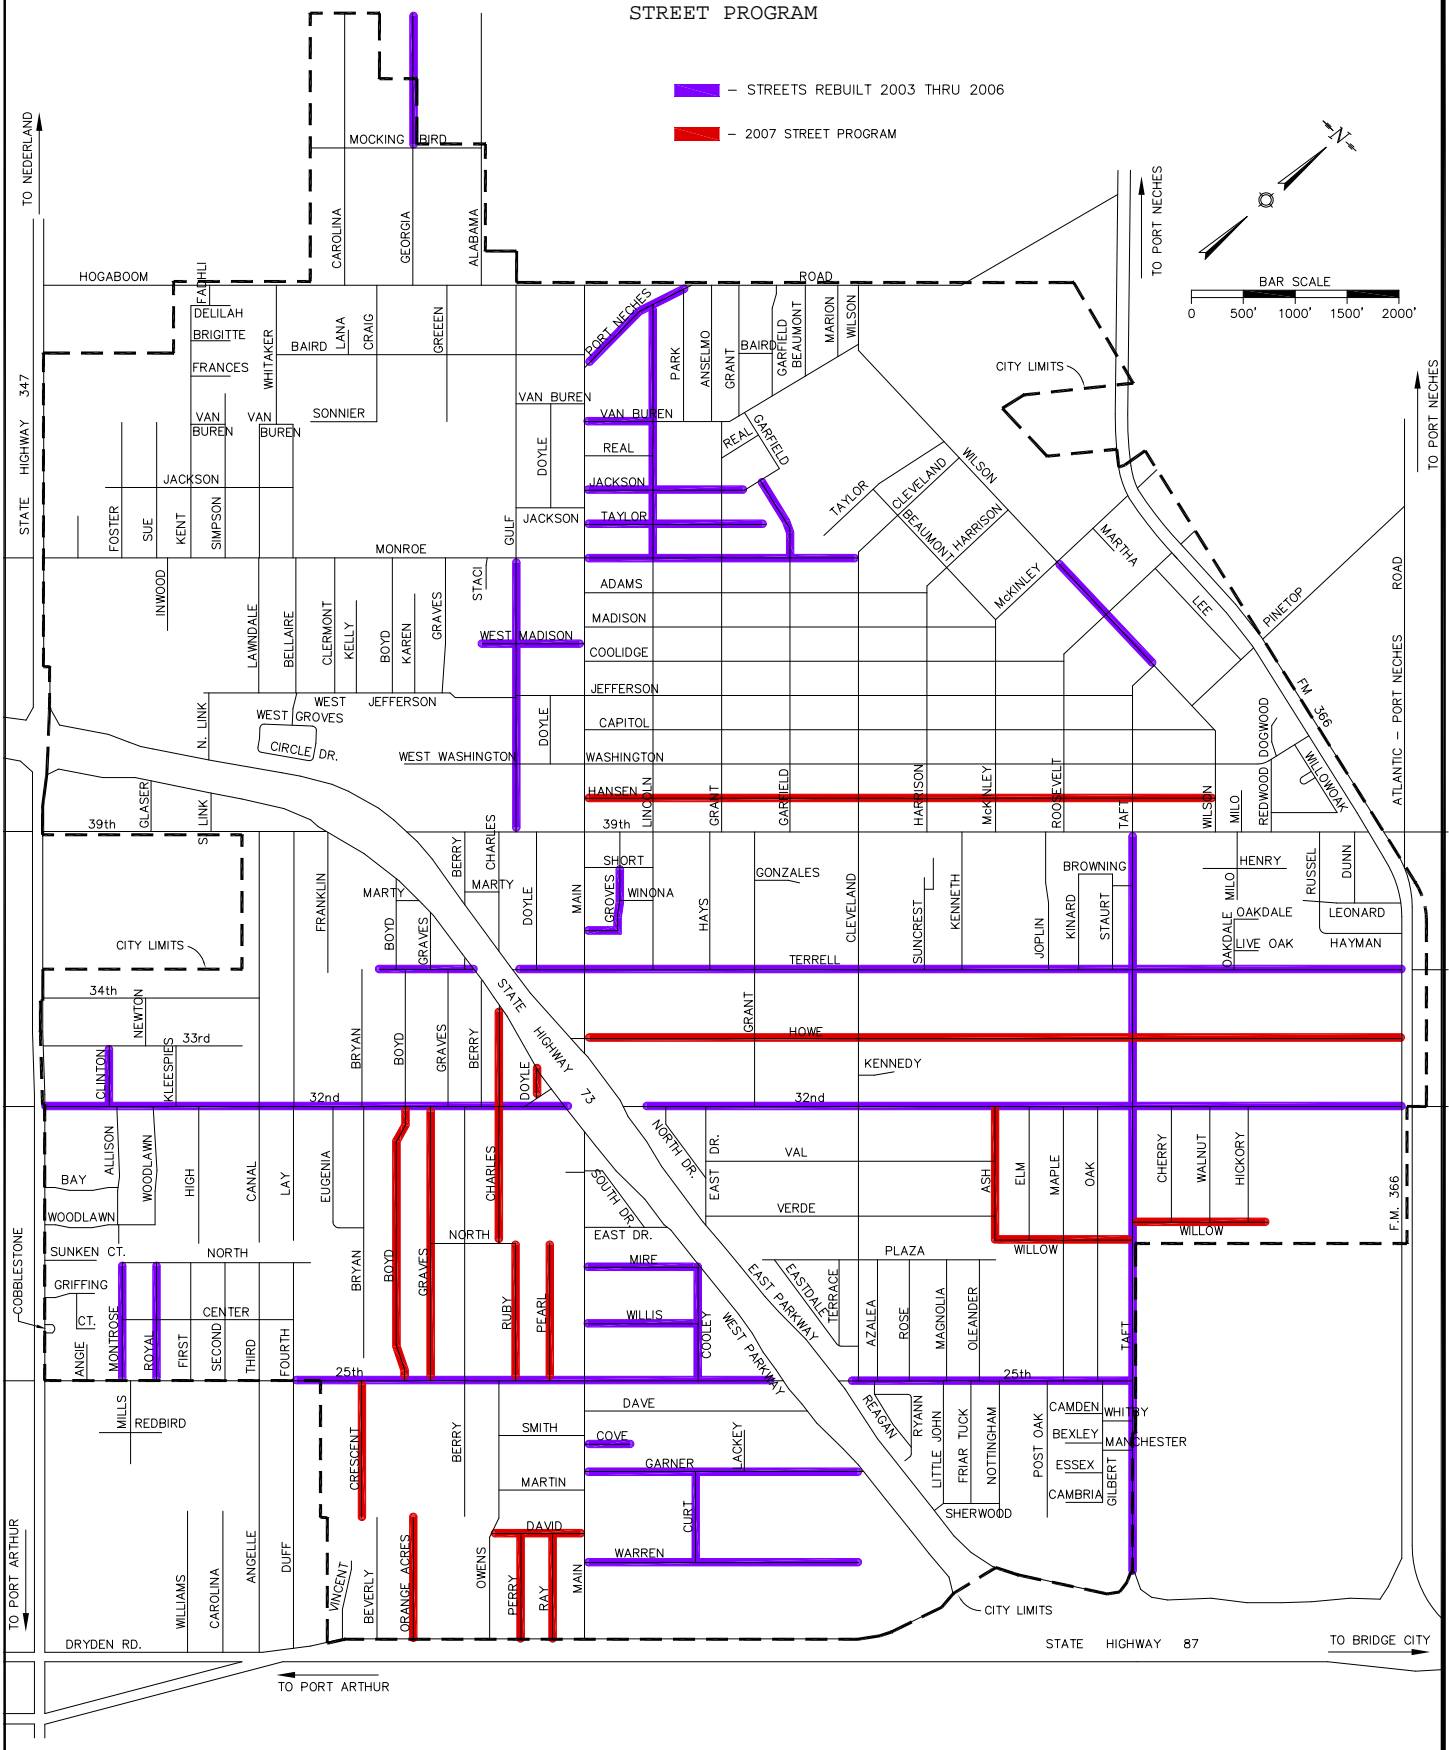 STREET PROGRAM
– STREETS REBUILT 2003 THRU 2006
– 2007 STREET PROGRAM
N
TO NEDERLAND
TO PORT NECHES
MOCKING BIRD
CAROLINA
GEORGIA
ALABAMA
HOGABOOM
ROAD
BAR SCALE
0 500' 1000' 1500' 2000'
FADHLI
DELILAH
BRIGITTE
FRANCES
WHITAKER
BAIRD
LANA
CRAIG
GREEEN
PORT NECHES
PARK
ANSELMO
GRANT
BAIRD
GARFIELD
BEAUMONT
MARION
WILSON
CITY LIMITS
TO PORT NECHES
STATE HIGHWAY 347
VAN BUREN
VAN BUREN
SONNIER
VAN BUREN
VAN BUREN
DOYLE
REAL
REAL
GARFIELD
JACKSON
JACKSON
JACKSON
TAYLOR
TAYLOR
CLEVELAND
WILSON
BEAUMONT
HARRISON
McKINLEY
MARTHA
LEE
PINETOP
FOSTER
SUE
KENT
SIMPSON
GULF
MONROE
STACI
INWOOD
LAWNDALE
BELLAIRE
CLERMONT
KELLY
BOYD
KAREN
GRAVES
WEST MADISON
ADAMS
MADISON
COOLIDGE
JEFFERSON
CAPITOL
WASHINGTON
HANSEN
WEST JEFFERSON
WEST GROVES
CIRCLE DR.
WEST WASHINGTON
DOYLE
N. LINK
S. LINK
GLASER
39th
39th
LINCOLN
GRANT
GARFIELD
HARRISON
McKINLEY
ROOSEVELT
TAFT
WILSON
MILO
REDWOOD
DOGWOOD
WILLOWOAK
FM 366
ATLANTIC – PORT NECHES ROAD
FRANKLIN
MARTY
BOYD
GRAVES
BERRY
CHARLES
MARTY
DOYLE
MAIN
SHORT
GROVES
WINONA
HAYS
GONZALES
CLEVELAND
SUNCREST
KENNETH
JOPLIN
BROWNING
KINARD
STAURT
HENRY
MILO
OAKDALE
OAKDALE
LIVE OAK
RUSSEL
DUNN
LEONARD
HAYMAN
CITY LIMITS
TERRELL
34th
NEWTON
33rd
CLINTON
KLEESPIES
BRYAN
BOYD
GRAVES
BERRY
DOYLE
STATE HIGHWAY 73
GRANT
HOWE
KENNEDY
32nd
32nd
ALLISON
WOODLAWN
BAY
WOODLAWN
HIGH
CANAL
LAY
EUGENIA
CHARLES
NORTH DR.
EAST DR.
SOUTH DR.
EAST DR.
VAL
VERDE
ASH
ELM
MAPLE
OAK
CHERRY
WALNUT
HICKORY
WILLOW
WILLOW
F.M. 366
COBBLESTONE
SUNKEN CT.
NORTH
GRIFFING
CT.
ANGIE
MONTROSE
ROYAL
FIRST
CENTER
SECOND
THIRD
FOURTH
BRYAN
BOYD
GRAVES
NORTH
RUBY
PEARL
MIRE
WILLIS
COOLEY
WEST PARKWAY
EAST PARKWAY
EASTDALE
TERRACE
PLAZA
AZALEA
ROSE
MAGNOLIA
OLEANDER
TAFT
25th
25th
MILLS
REDBIRD
CRESCENT
BERRY
SMITH
MARTIN
DAVE
COVE
LACKEY
GARNER
CURT
WARREN
REAGAN
RYANN
LITTLE JOHN
FRIAR TUCK
NOTTINGHAM
SHERWOOD
POST OAK
CAMDEN
WHITBY
BEXLEY
MANCHESTER
ESSEX
CAMBRIA
GILBERT
TO PORT ARTHUR
WILLIAMS
CAROLINA
ANGELLE
DUFF
VINCENT
BEVERLY
ORANGE ACRES
OWENS
DAVID
PERRY
RAY
MAIN
CITY LIMITS
DRYDEN RD.
STATE HIGHWAY 87
TO BRIDGE CITY
TO PORT ARTHUR